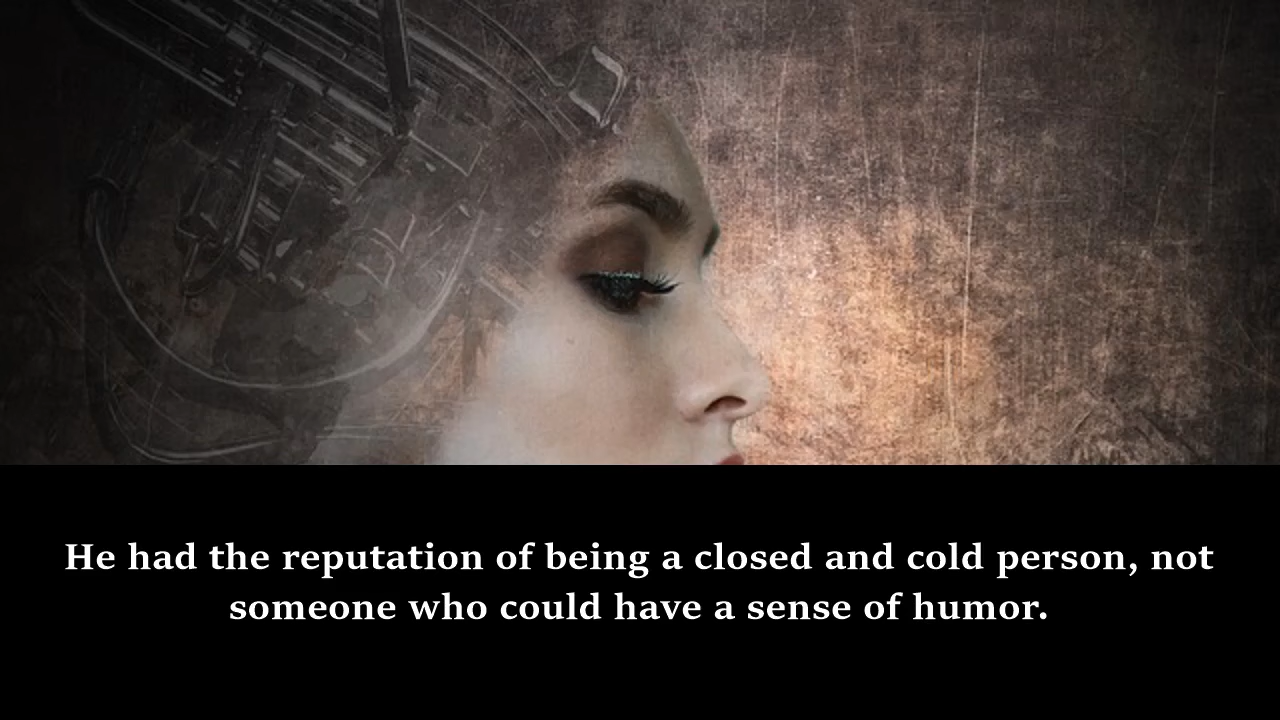 He had the reputation of being a closed and cold person, not
someone who could have a sense of humor.